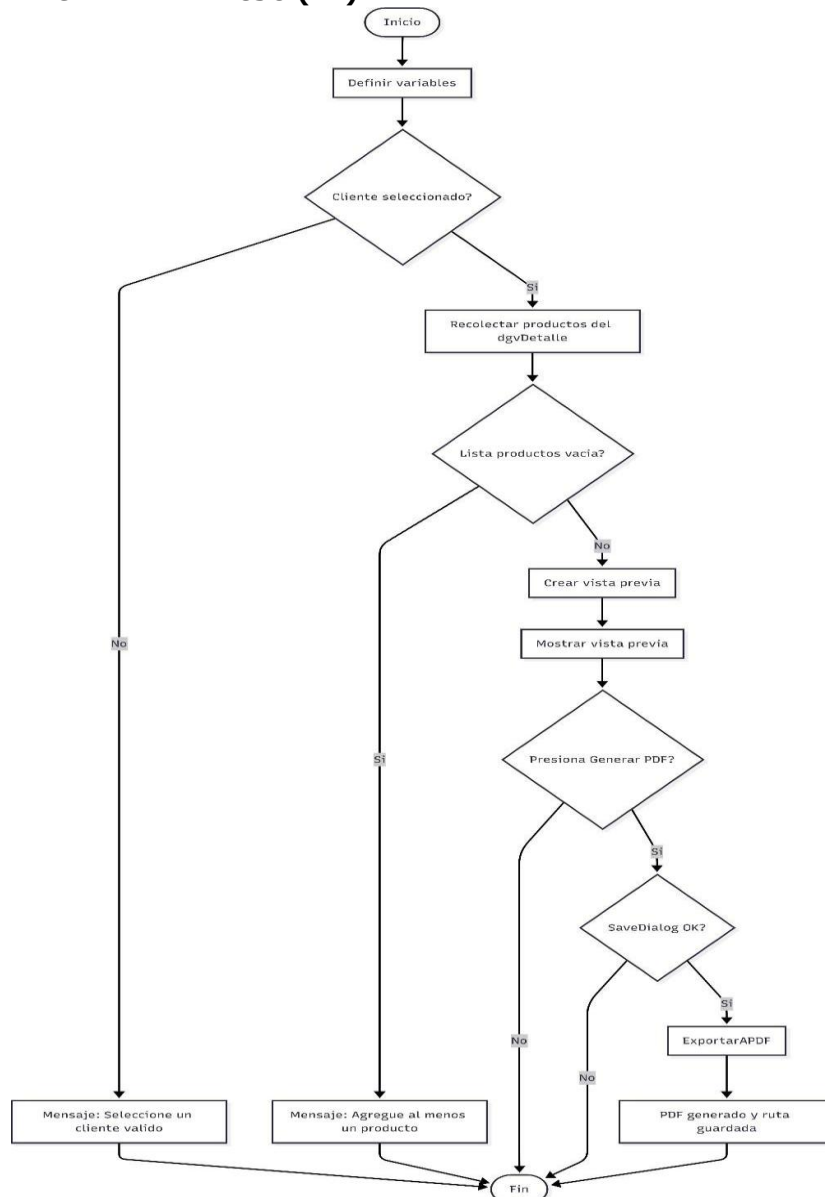 Inicio
Definir variables
Cliente seleccionado?
Si
Recolectar productos del
dgvDetalle
Lista productos vacia?
No
Crear vista previa
Mostrar vista previa
No
Si
Presiona Generar PDF?
Si
SaveDialog OK?
Si
No
No
ExportarAPDF
Mensaje: Seleccione un
cliente valido
Mensaje: Agregue al menos
un producto
PDF generado y ruta
guardada
Fin